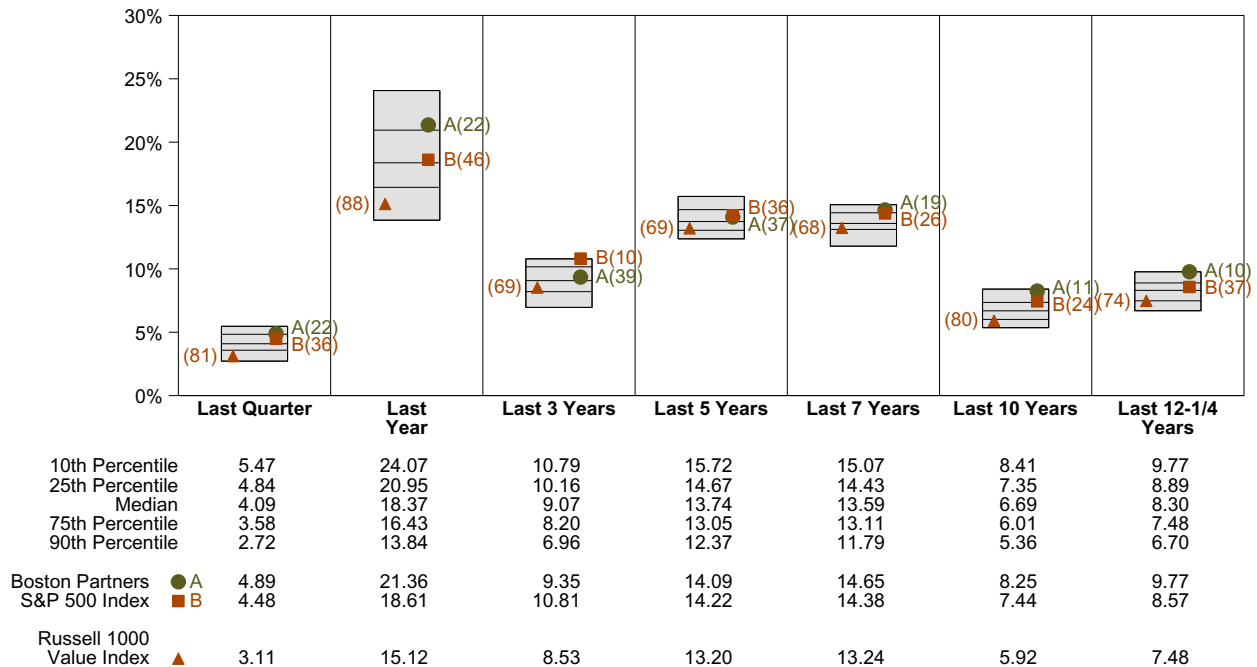 30%
25%
20%
15%
10%
5%
0%
(81)
A(22)
B(36)
(88)
A(22)
B(46)
(69)
B(10)
A(39)
(69)
B(36)
A(37)
(68)
A(19)
B(26)
(80)
A(11)
B(24)
(74)
A(10)
B(37)
Last Quarter Last Year Last 3 Years Last 5 Years Last 7 Years Last 10 Years Last 12-1/4 Years
10th Percentile 5.47 24.07 10.79 15.72 15.07 8.41 9.77
25th Percentile 4.84 20.95 10.16 14.67 14.43 7.35 8.89
Median 4.09 18.37 9.07 13.74 13.59 6.69 8.30
75th Percentile 3.58 16.43 8.20 13.05 13.11 6.01 7.48
90th Percentile 2.72 13.84 6.96 12.37 11.79 5.36 6.70
Boston Partners A 4.89 21.36 9.35 14.09 14.65 8.25 9.77
S&P 500 Index B 4.48 18.61 10.81 14.22 14.38 7.44 8.57
Russell 1000
Value Index 3.11 15.12 8.53 13.20 13.24 5.92 7.48